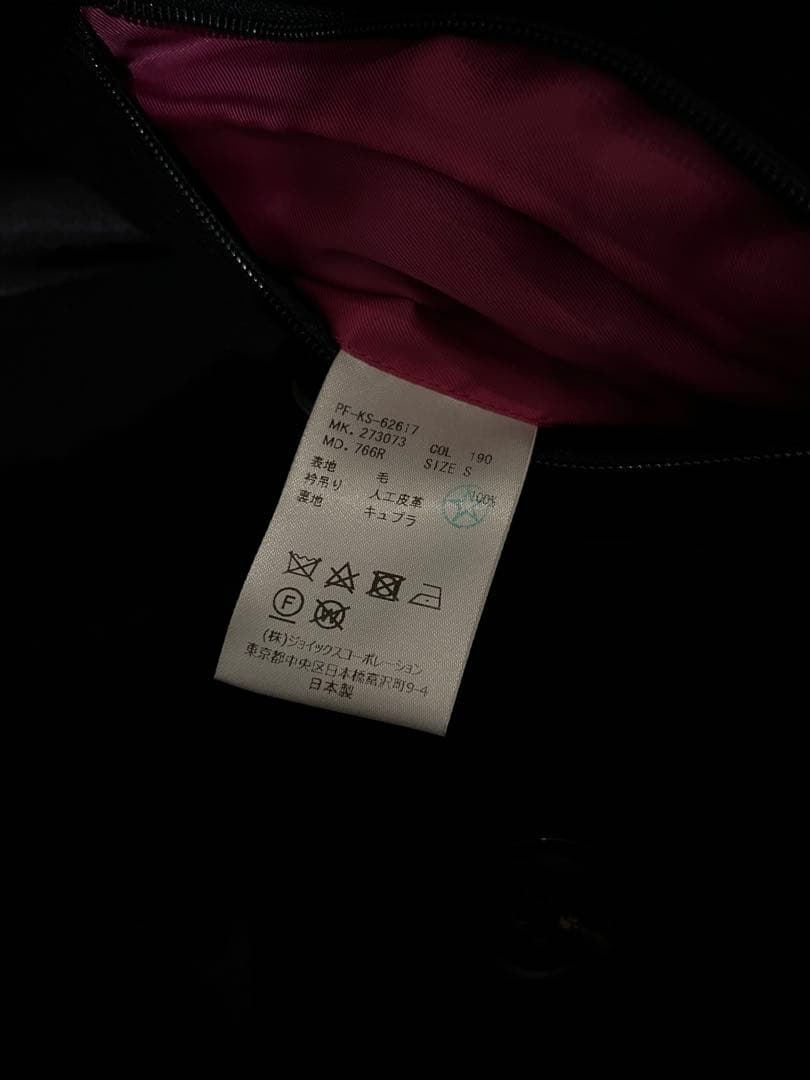 PF-KS-62617
MK. 273073 COL 190
MD. 766R SIZE S
表地 毛 100%
衿吊り 人工皮革
裏地 キュプラ
F W
(株)ジョイックスコーポレーション
東京都中央区日本橋富沢町9-4
日本製